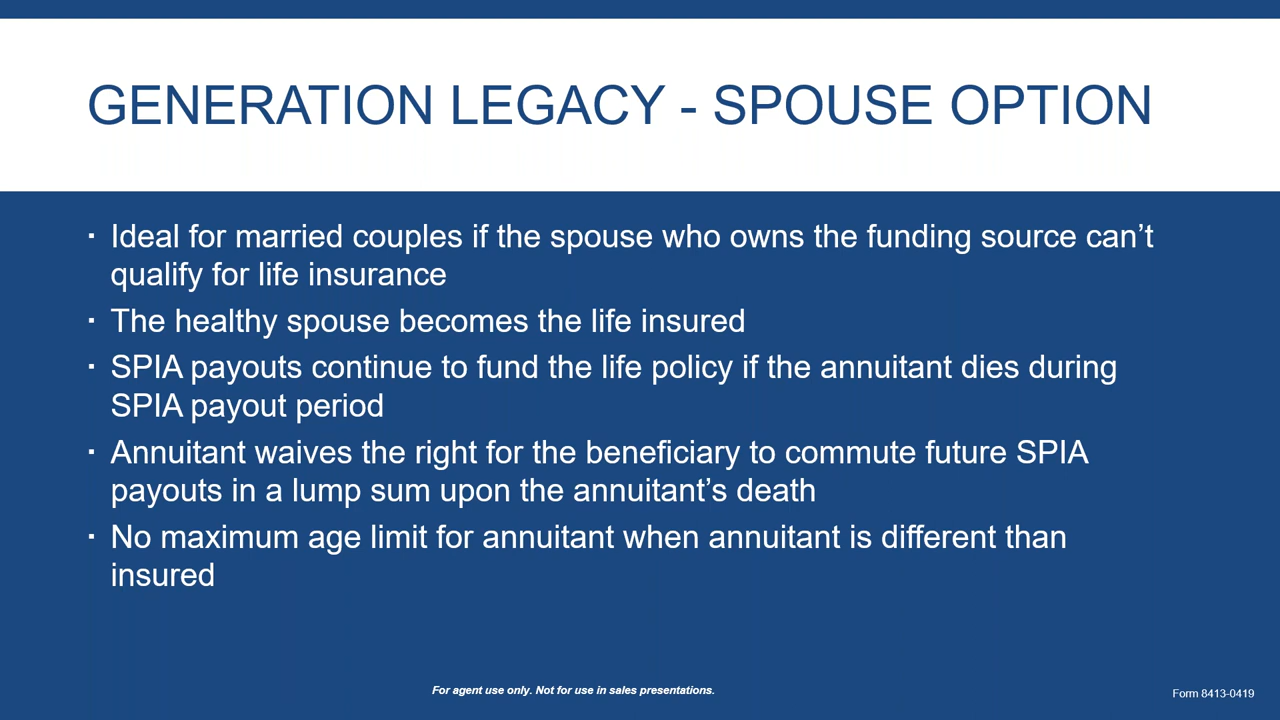 GENERATION LEGACY - SPOUSE OPTION
▪ Ideal for married couples if the spouse who owns the funding source can’t
qualify for life insurance
▪ The healthy spouse becomes the life insured
▪ SPIA payouts continue to fund the life policy if the annuitant dies during
SPIA payout period
▪ Annuitant waives the right for the beneficiary to commute future SPIA
payouts in a lump sum upon the annuitant’s death
▪ No maximum age limit for annuitant when annuitant is different than
insured
For agent use only. Not for use in sales presentations.
Form 8413-0419